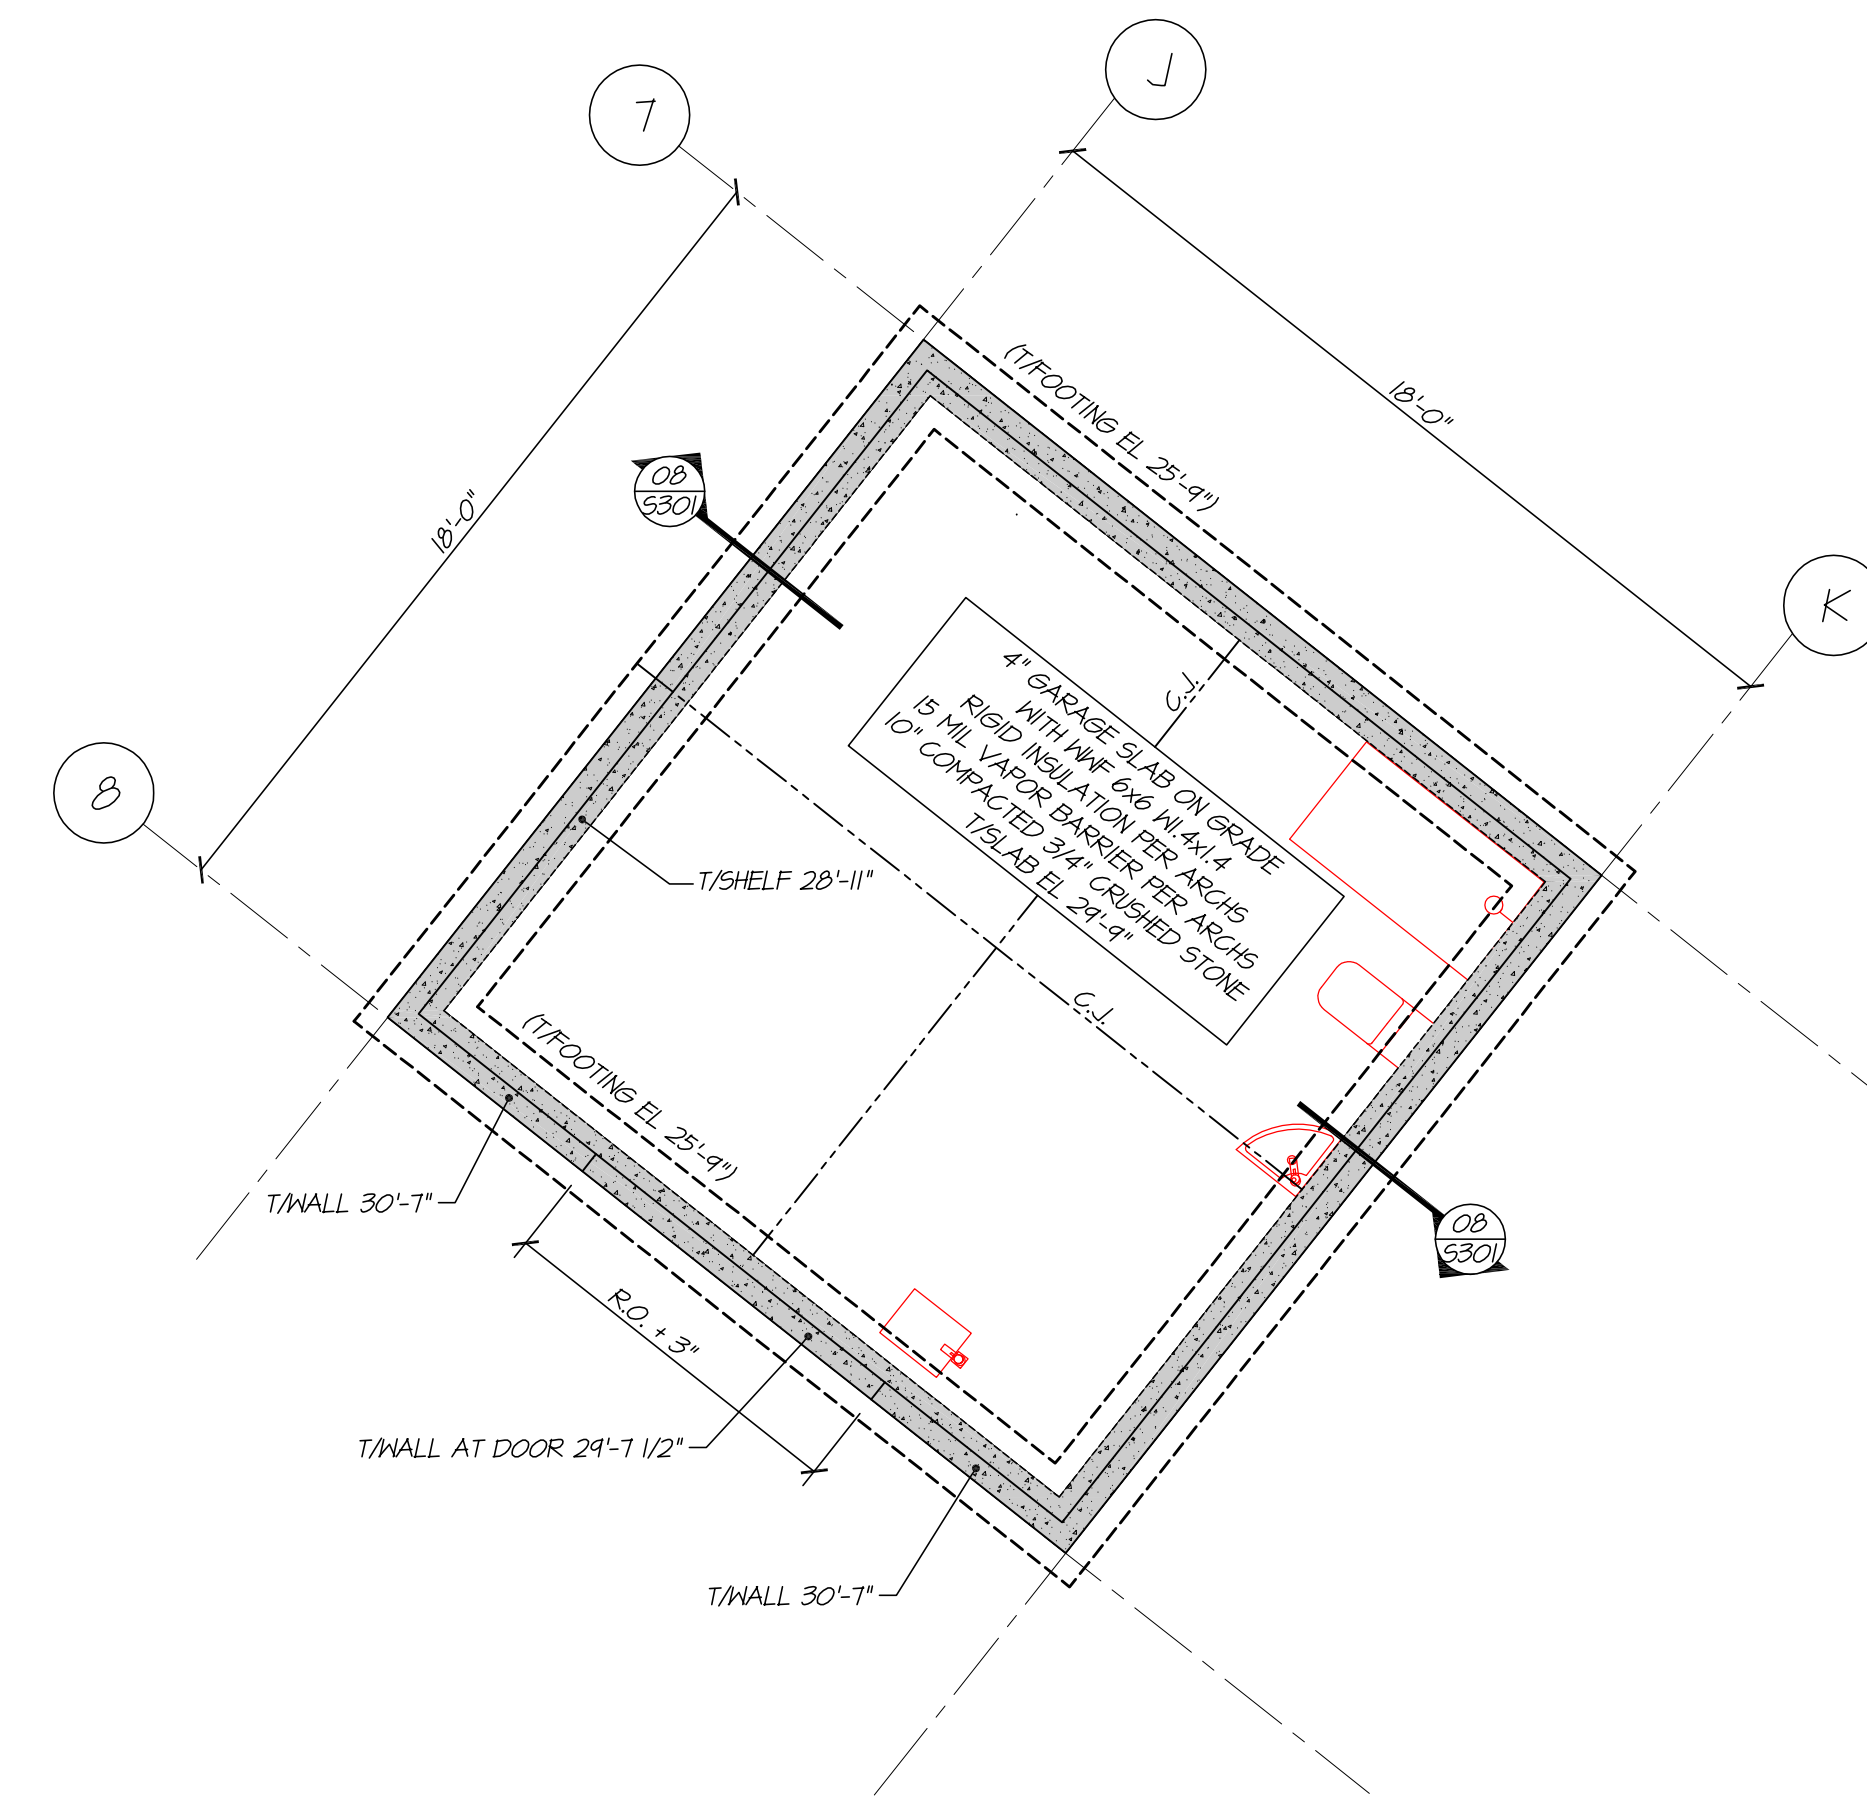 J
7
18'-0"
(T/FOOTING EL 25'-9")
18'-0"
08
S301
K
4" GARAGE SLAB ON GRADE
WITH WWF 6x6 W1.4x1.4
RIGID INSULATION PER ARCHS
15 MIL VAPOR BARRIER PER ARCHS
10" COMPACTED 3/4" CRUSHED STONE
T/SLAB EL 29'-9"
C.J.
8
T/SHELF 28'-11"
C.J.
(T/FOOTING EL 25'-9")
T/WALL 30'-7"
08
S301
R.O. + 3"
T/WALL AT DOOR 29'-7 1/2"
T/WALL 30'-7"